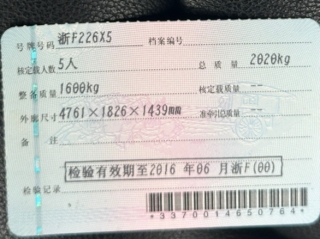 号牌号码 浙F226X5 档案编号
核定载人数 5人 总质量 2020kg
整备质量 1600kg 核定载质量 --
外廓尺寸 4761×1826×1439mm 准牵引总质量 --
备注
检验有效期至2016 年06 月浙F(00)
检验记录
*3370014650764*